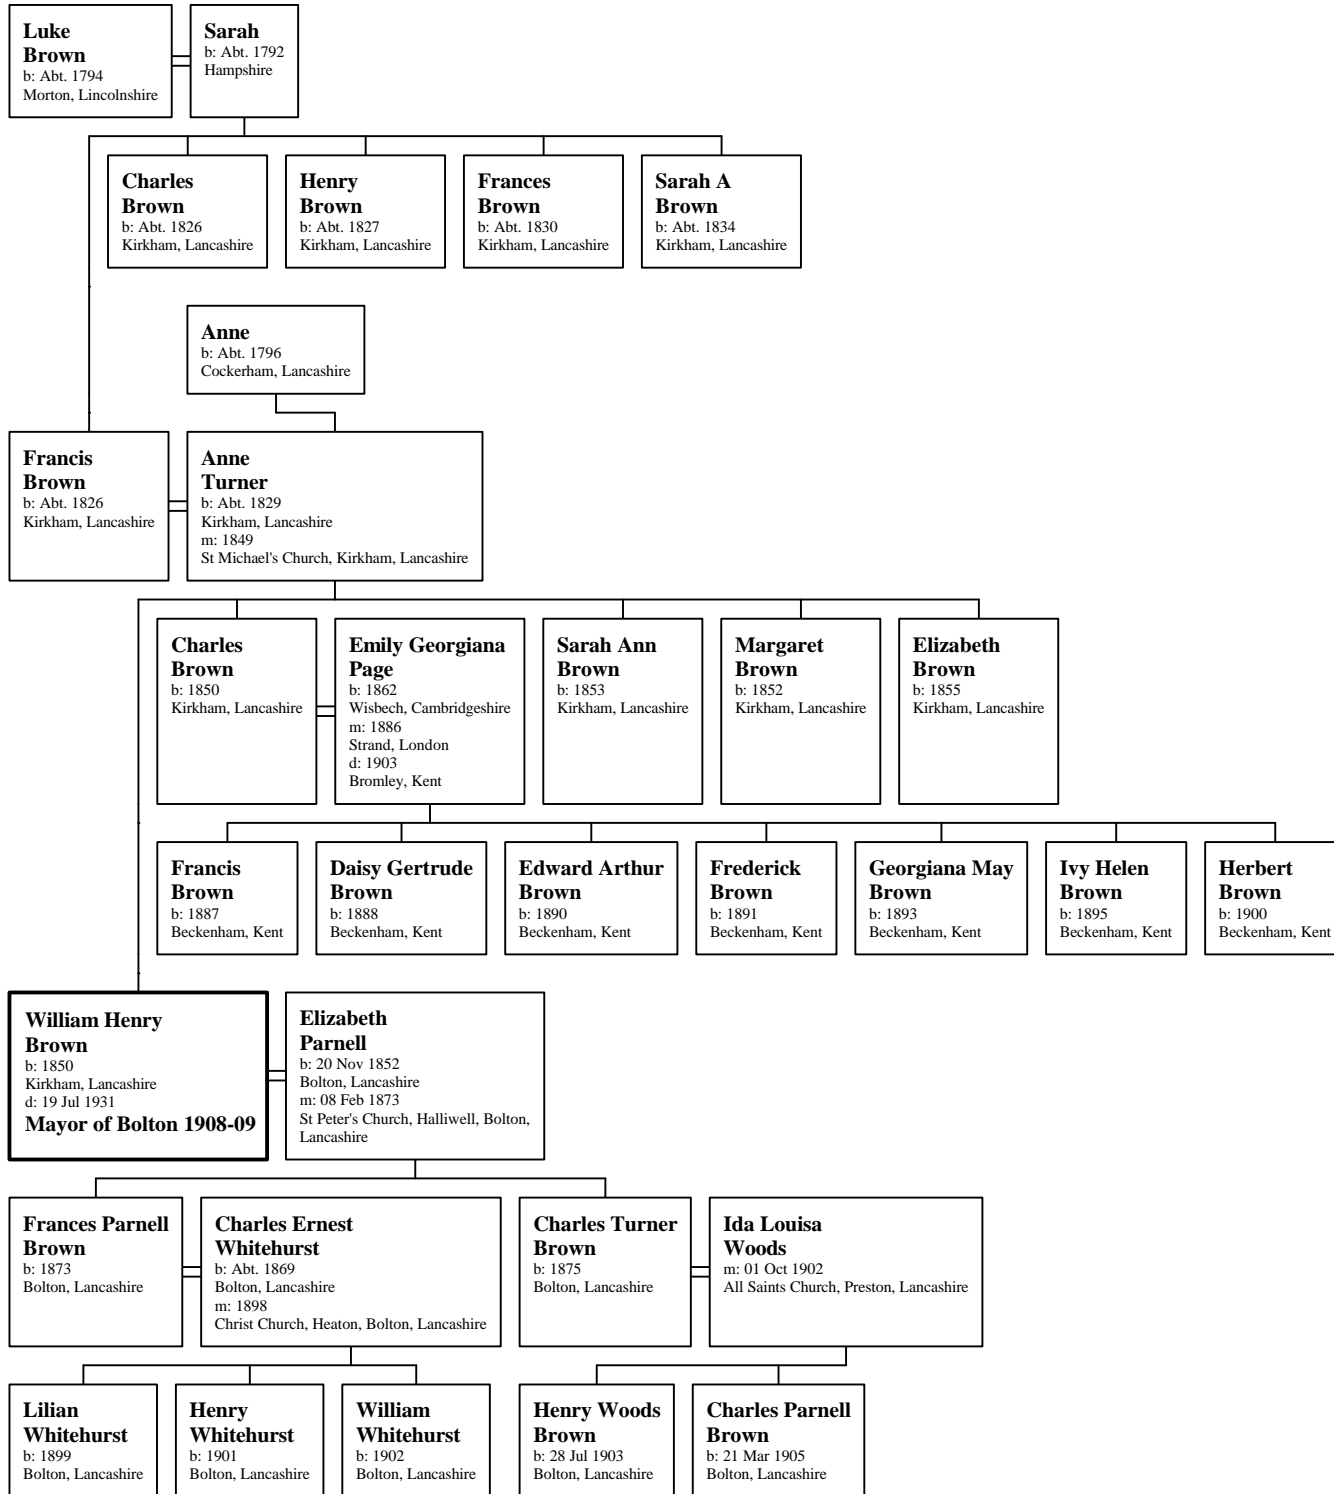 Luke
Brown
b: Abt. 1794
Morton, Lincolnshire
Sarah
b: Abt. 1792
Hampshire
Charles
Brown
b: Abt. 1826
Kirkham, Lancashire
Henry
Brown
b: Abt. 1827
Kirkham, Lancashire
Frances
Brown
b: Abt. 1830
Kirkham, Lancashire
Sarah A
Brown
b: Abt. 1834
Kirkham, Lancashire
Anne
b: Abt. 1796
Cockerham, Lancashire
Francis
Brown
b: Abt. 1826
Kirkham, Lancashire
Anne
Turner
b: Abt. 1829
Kirkham, Lancashire
m: 1849
St Michael's Church, Kirkham, Lancashire
Charles
Brown
b: 1850
Kirkham, Lancashire
Emily Georgiana
Page
b: 1862
Wisbech, Cambridgeshire
m: 1886
Strand, London
d: 1903
Bromley, Kent
Sarah Ann
Brown
b: 1853
Kirkham, Lancashire
Margaret
Brown
b: 1852
Kirkham, Lancashire
Elizabeth
Brown
b: 1855
Kirkham, Lancashire
Francis
Brown
b: 1887
Beckenham, Kent
Daisy Gertrude
Brown
b: 1888
Beckenham, Kent
Edward Arthur
Brown
b: 1890
Beckenham, Kent
Frederick
Brown
b: 1891
Beckenham, Kent
Georgiana May
Brown
b: 1893
Beckenham, Kent
Ivy Helen
Brown
b: 1895
Beckenham, Kent
Herbert
Brown
b: 1900
Beckenham, Kent
William Henry
Brown
b: 1850
Kirkham, Lancashire
d: 19 Jul 1931
Mayor of Bolton 1908-09
Elizabeth
Parnell
b: 20 Nov 1852
Bolton, Lancashire
m: 08 Feb 1873
St Peter's Church, Halliwell, Bolton,
Lancashire
Frances Parnell
Brown
b: 1873
Bolton, Lancashire
Charles Ernest
Whitehurst
b: Abt. 1869
Bolton, Lancashire
m: 1898
Christ Church, Heaton, Bolton, Lancashire
Charles Turner
Brown
b: 1875
Bolton, Lancashire
Ida Louisa
Woods
m: 01 Oct 1902
All Saints Church, Preston, Lancashire
Lilian
Whitehurst
b: 1899
Bolton, Lancashire
Henry
Whitehurst
b: 1901
Bolton, Lancashire
William
Whitehurst
b: 1902
Bolton, Lancashire
Henry Woods
Brown
b: 28 Jul 1903
Bolton, Lancashire
Charles Parnell
Brown
b: 21 Mar 1905
Bolton, Lancashire